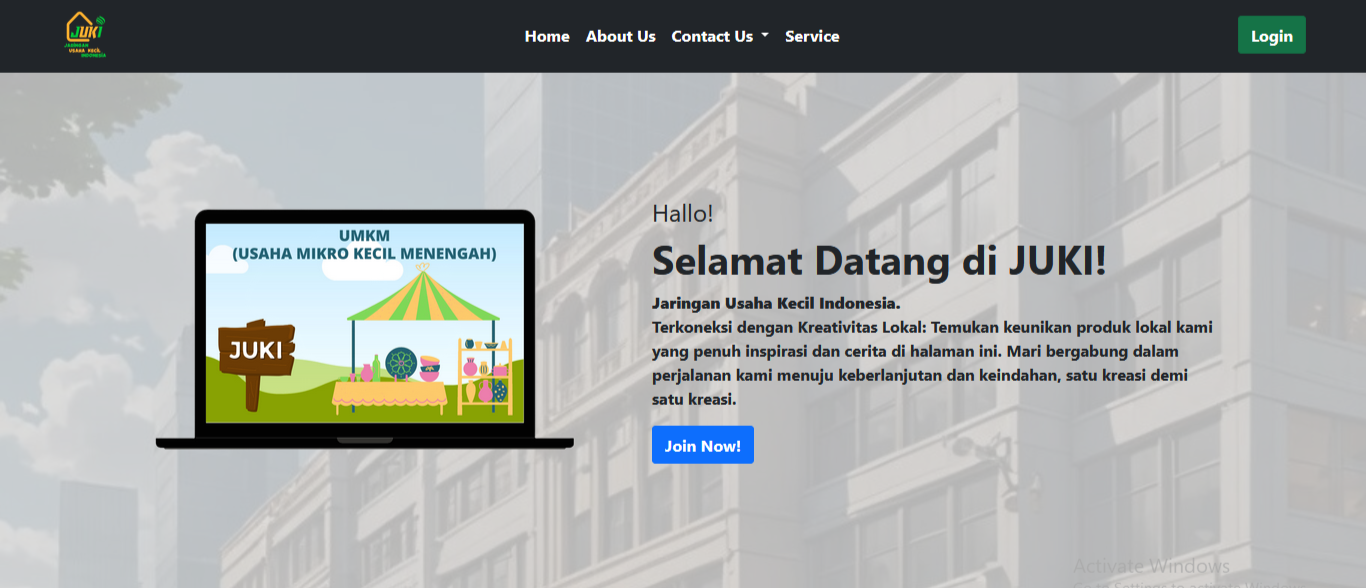 JUKI
JARINGAN
USAHA KECIL
INDONESIA
Home About Us Contact Us Service
Login
UMKM
(USAHA MIKRO KECIL MENENGAH)
JUKI
Hallo!
Selamat Datang di JUKI!
Jaringan Usaha Kecil Indonesia.
Terkoneksi dengan Kreativitas Lokal: Temukan keunikan produk lokal kami
yang penuh inspirasi dan cerita di halaman ini. Mari bergabung dalam
perjalanan kami menuju keberlanjutan dan keindahan, satu kreasi demi
satu kreasi.
Join Now!
Activate Windows